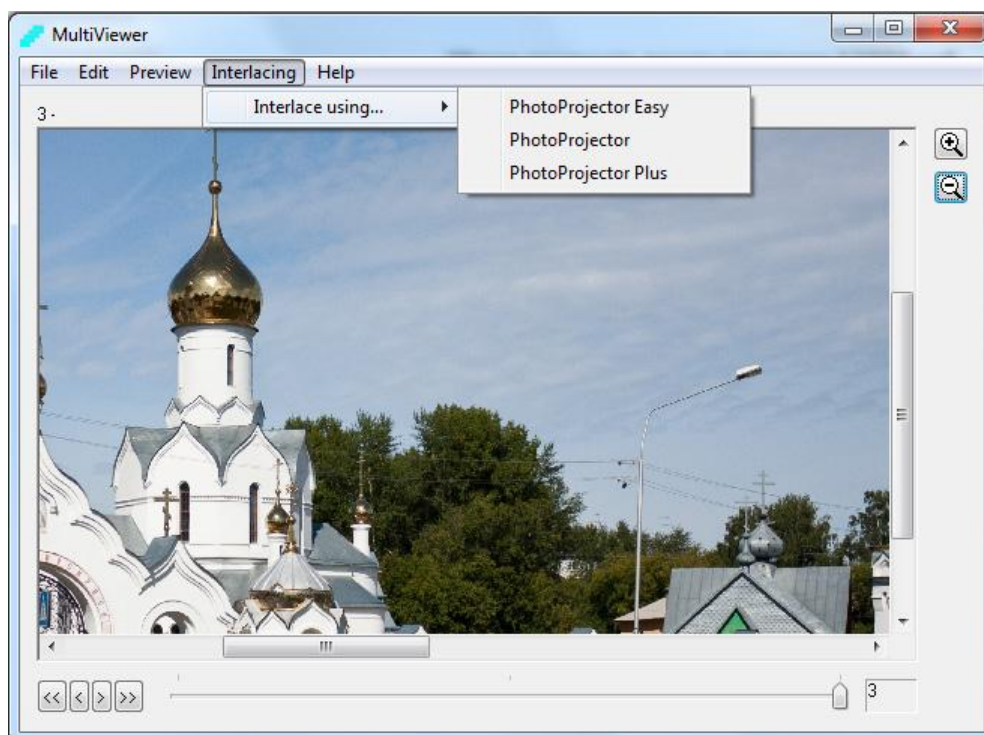 MultiViewer
File Edit Preview Interlacing Help
Interlace using...
PhotoProjector Easy
PhotoProjector
PhotoProjector Plus
3 -
<< < > >>
3